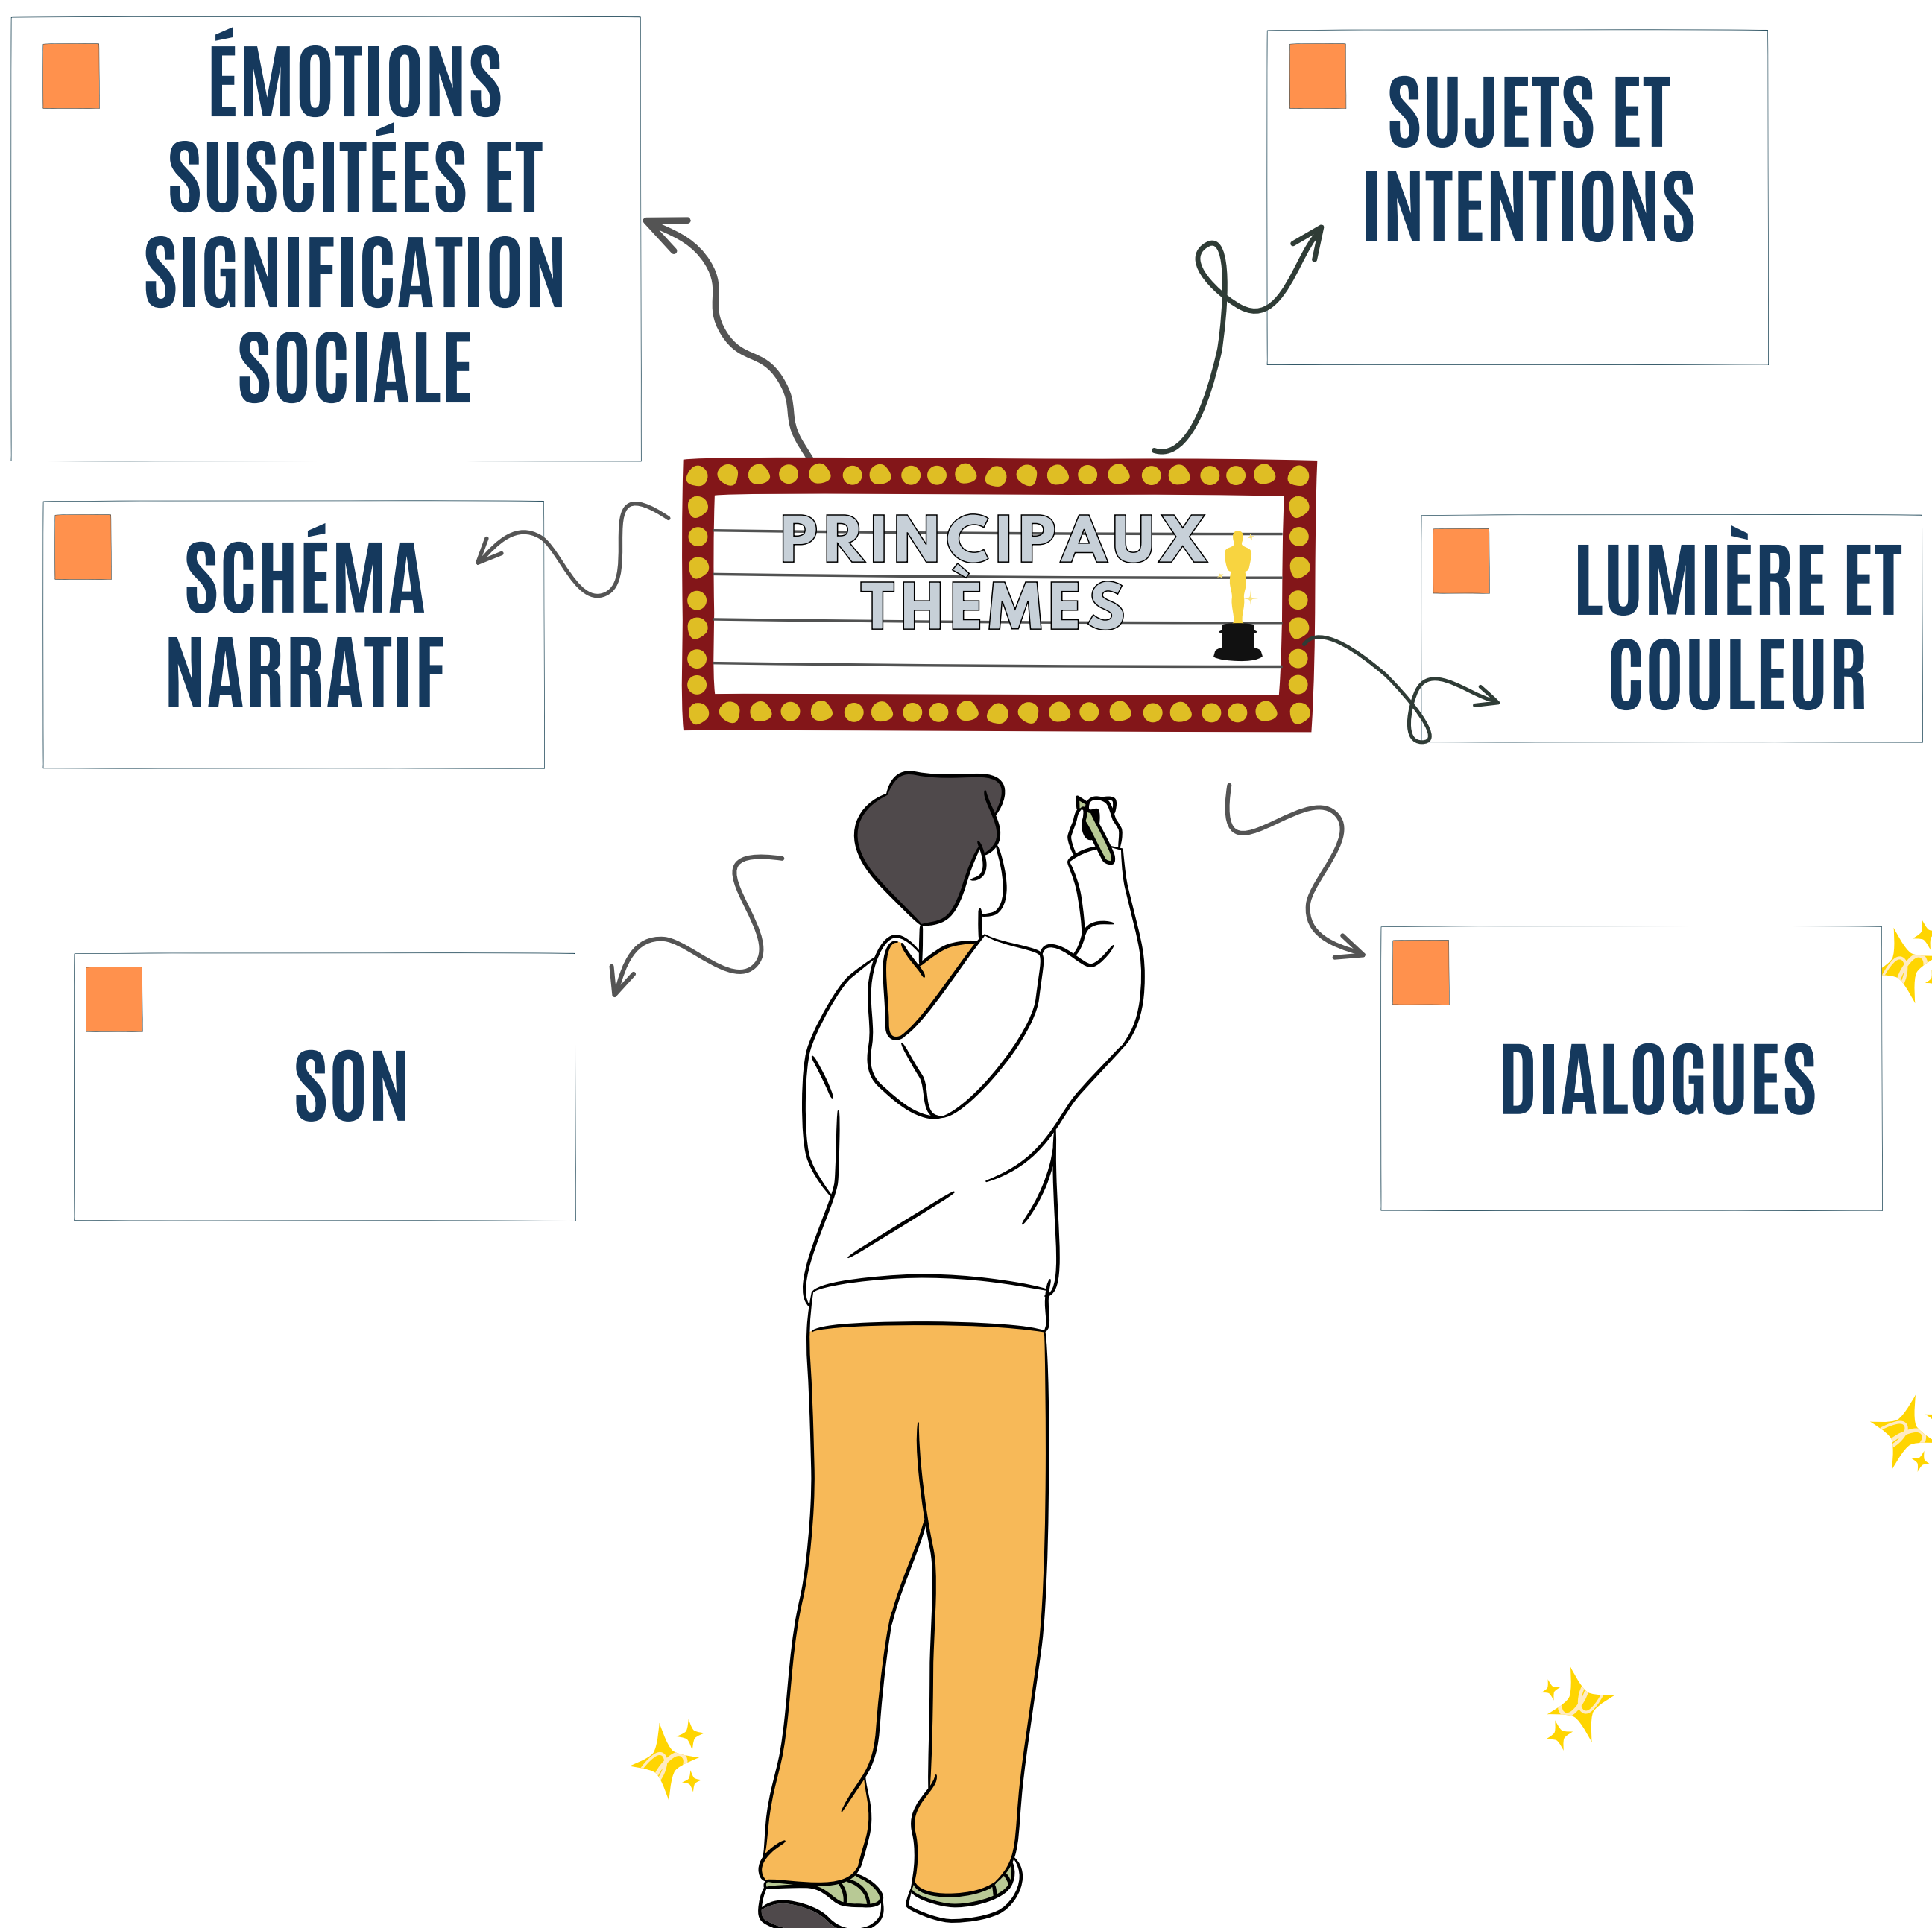 ÉMOTIONS
SUSCITÉES ET
SIGNIFICATION
SOCIALE
SUJETS ET
INTENTIONS
PRINCIPAUX
THÈMES
SCHÉMA
NARRATIF
LUMIÈRE ET
COULEUR
SON
DIALOGUES